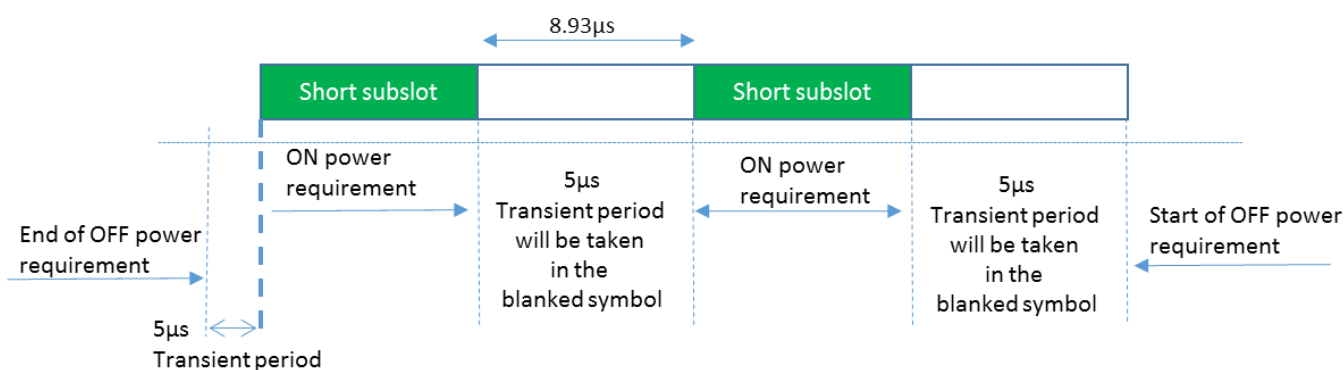 8.93µs
Short subslot
Short subslot
ON power
requirement
5µs
Transient period
will be taken
in the
blanked symbol
ON power
requirement
5µs
Transient period
will be taken
in the
blanked symbol
Start of OFF power
requirement
End of OFF power
requirement
5µs
Transient period